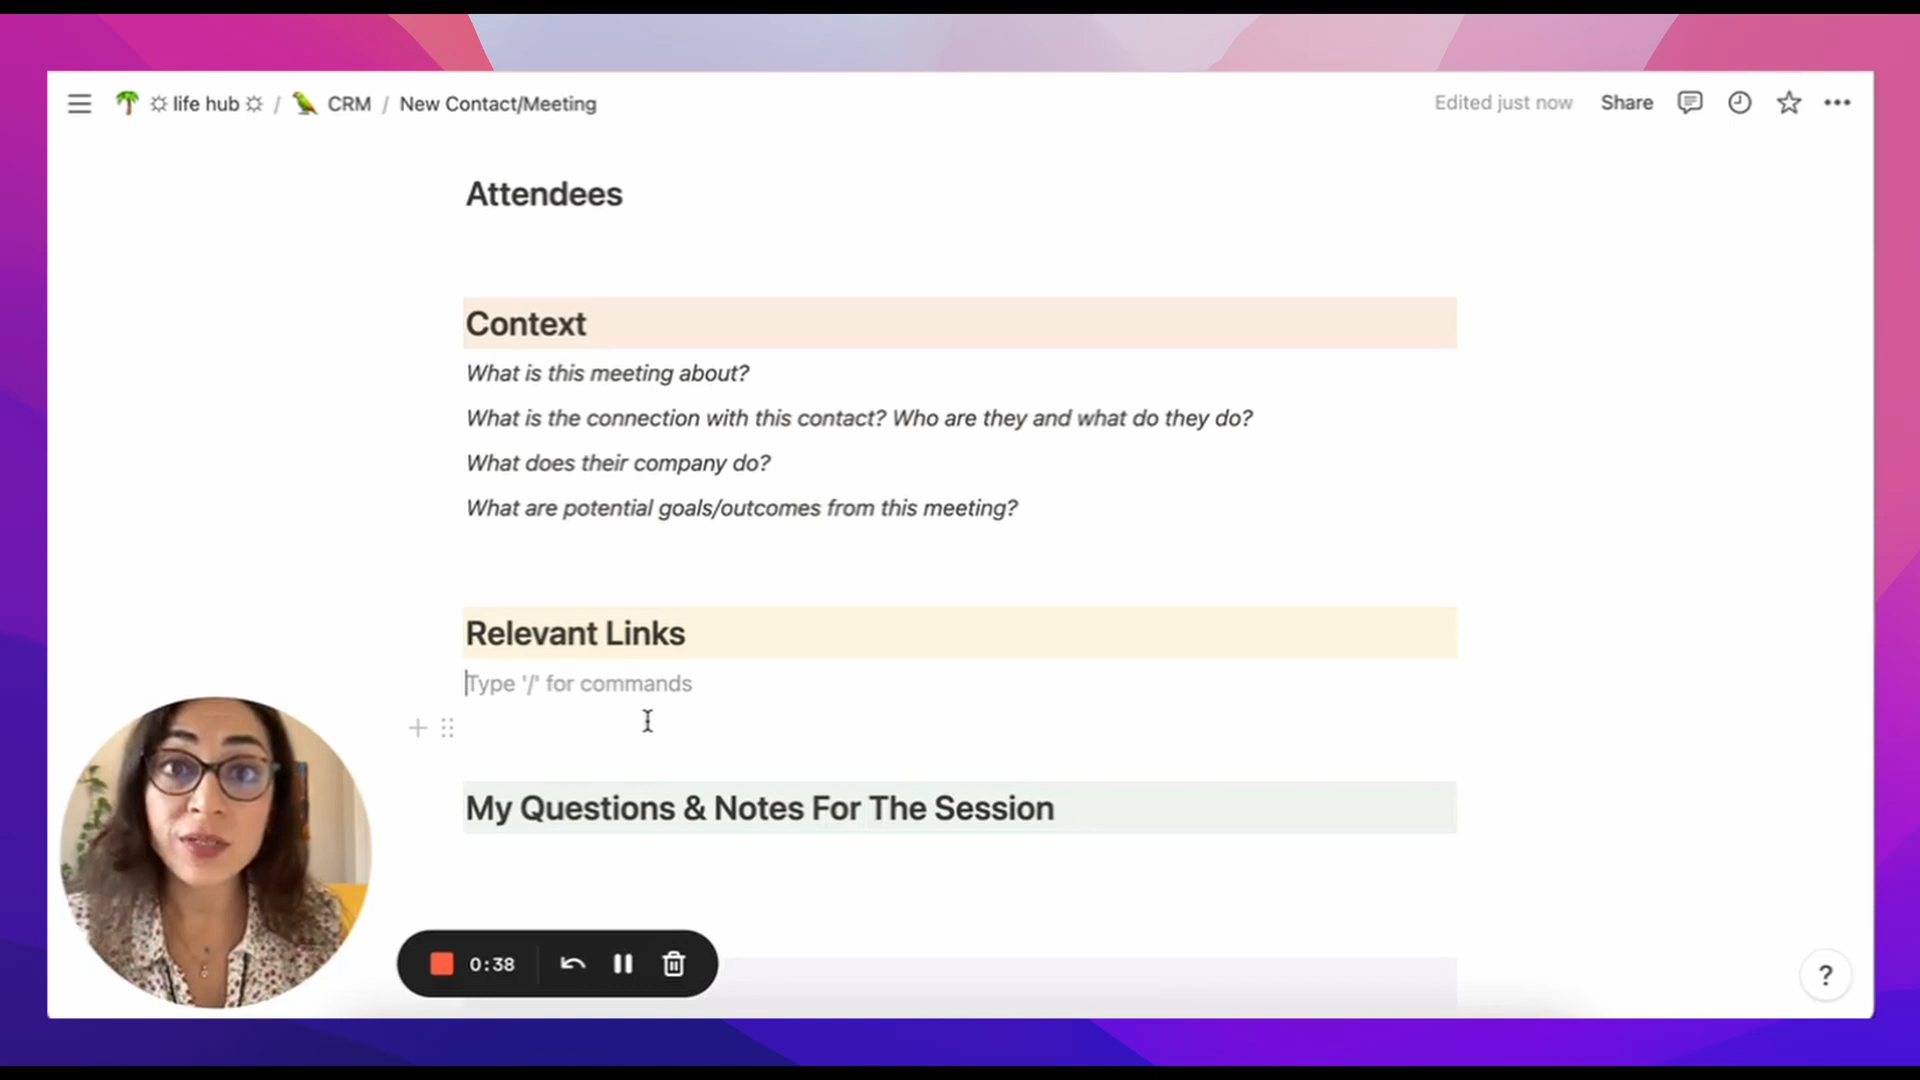 life hub / CRM / New Contact/Meeting
Edited just now Share
Attendees
Context
What is this meeting about?
What is the connection with this contact? Who are they and what do they do?
What does their company do?
What are potential goals/outcomes from this meeting?
Relevant Links
Type '/' for commands
My Questions & Notes For The Session
0:38
?